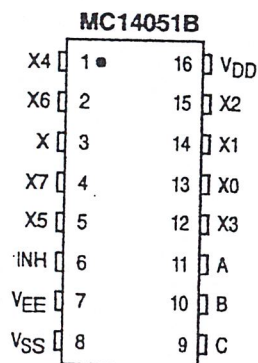 MC14051B
X4 1 16 VDD
X6 2 15 X2
X 3 14 X1
X7 4 13 X0
X5 5 12 X3
INH 6 11 A
VEE 7 10 B
VSS 8 9 C